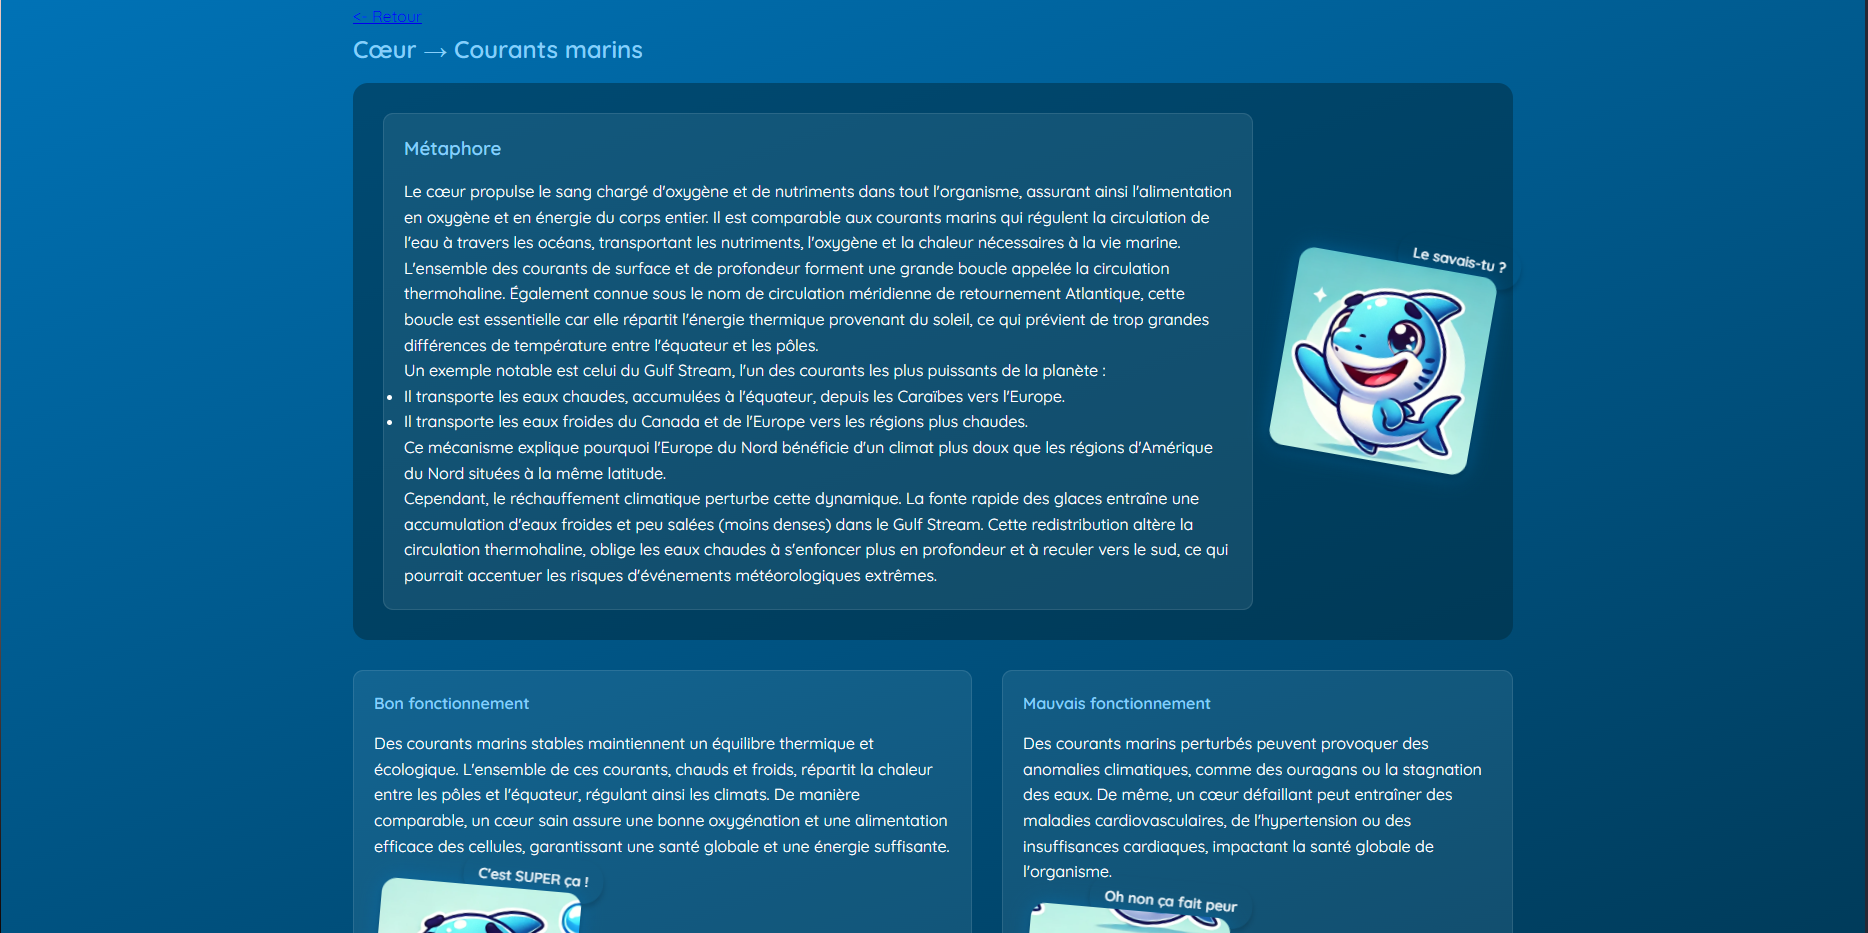 <- Retour
Cœur → Courants marins
Métaphore
Le cœur propulse le sang chargé d'oxygène et de nutriments dans tout l'organisme, assurant ainsi l'alimentation
en oxygène et en énergie du corps entier. Il est comparable aux courants marins qui régulent la circulation de
l'eau à travers les océans, transportant les nutriments, l'oxygène et la chaleur nécessaires à la vie marine.
L'ensemble des courants de surface et de profondeur forment une grande boucle appelée la circulation
thermohaline. Également connue sous le nom de circulation méridienne de retournement Atlantique, cette
boucle est essentielle car elle répartit l'énergie thermique provenant du soleil, ce qui prévient de trop grandes
différences de température entre l'équateur et les pôles.
Un exemple notable est celui du Gulf Stream, l'un des courants les plus puissants de la planète :
• Il transporte les eaux chaudes, accumulées à l'équateur, depuis les Caraïbes vers l'Europe.
• Il transporte les eaux froides du Canada et de l'Europe vers les régions plus chaudes.
Ce mécanisme explique pourquoi l'Europe du Nord bénéficie d'un climat plus doux que les régions d'Amérique
du Nord situées à la même latitude.
Cependant, le réchauffement climatique perturbe cette dynamique. La fonte rapide des glaces entraîne une
accumulation d'eaux froides et peu salées (moins denses) dans le Gulf Stream. Cette redistribution altère la
circulation thermohaline, oblige les eaux chaudes à s'enfoncer plus en profondeur et à reculer vers le sud, ce qui
pourrait accentuer les risques d'événements météorologiques extrêmes.
Le savais-tu ?
Bon fonctionnement
Des courants marins stables maintiennent un équilibre thermique et
écologique. L'ensemble de ces courants, chauds et froids, répartit la chaleur
entre les pôles et l'équateur, régulant ainsi les climats. De manière
comparable, un cœur sain assure une bonne oxygénation et une alimentation
efficace des cellules, garantissant une santé globale et une énergie suffisante.
C'est SUPER ça !
Mauvais fonctionnement
Des courants marins perturbés peuvent provoquer des
anomalies climatiques, comme des ouragans ou la stagnation
des eaux. De même, un cœur défaillant peut entraîner des
maladies cardiovasculaires, de l'hypertension ou des
insuffisances cardiaques, impactant la santé globale de
l'organisme.
Oh non ça fait peur